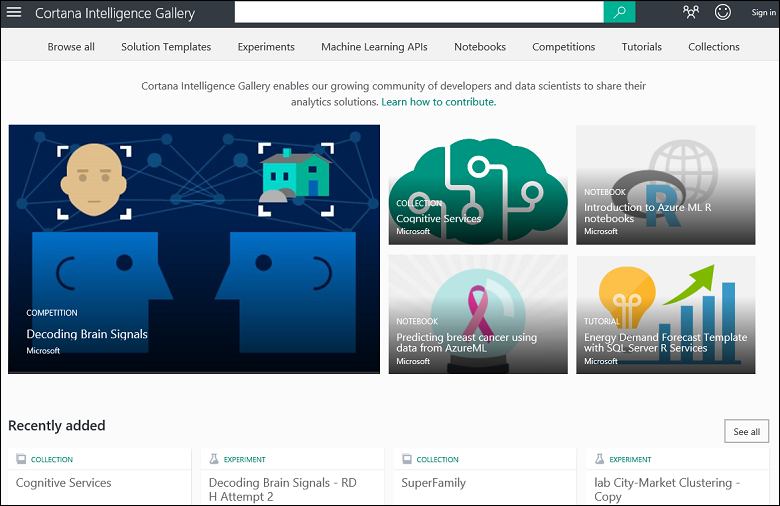 Cortana Intelligence Gallery
Sign in
Browse all
Solution Templates
Experiments
Machine Learning APIs
Notebooks
Competitions
Tutorials
Collections
Cortana Intelligence Gallery enables our growing community of developers and data scientists to share their
analytics solutions. Learn how to contribute.
COMPETITION
Decoding Brain Signals
Microsoft
COLLECTION
Cognitive Services
Microsoft
R
NOTEBOOK
Introduction to Azure ML R
notebooks
Microsoft
NOTEBOOK
Predicting breast cancer using
data from AzureML
Microsoft
TUTORIAL
Energy Demand Forecast Template
with SQL Server R Services
Microsoft
Recently added
See all
COLLECTION
Cognitive Services
EXPERIMENT
Decoding Brain Signals - RD
H Attempt 2
COLLECTION
SuperFamily
EXPERIMENT
lab City-Market Clustering -
Copy